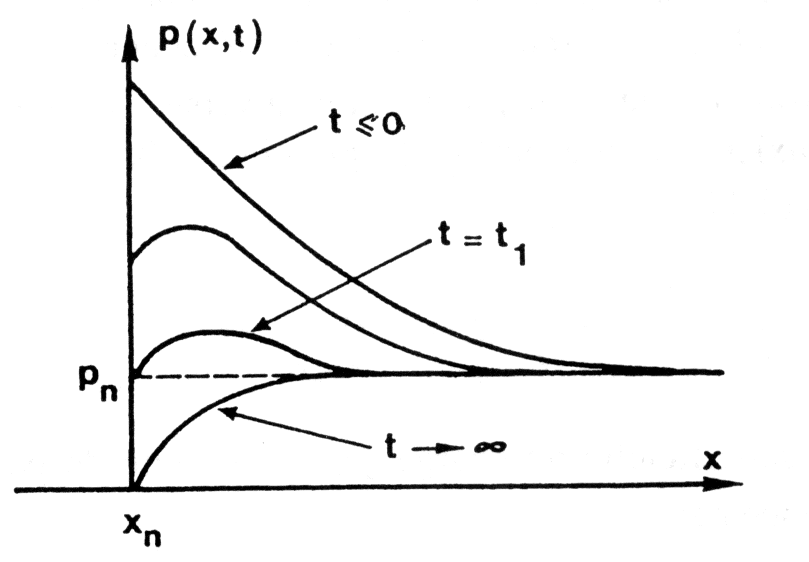 p(x,t)
t ≤ 0
t = t₁
pₙ
t → ∞
x
xₙ